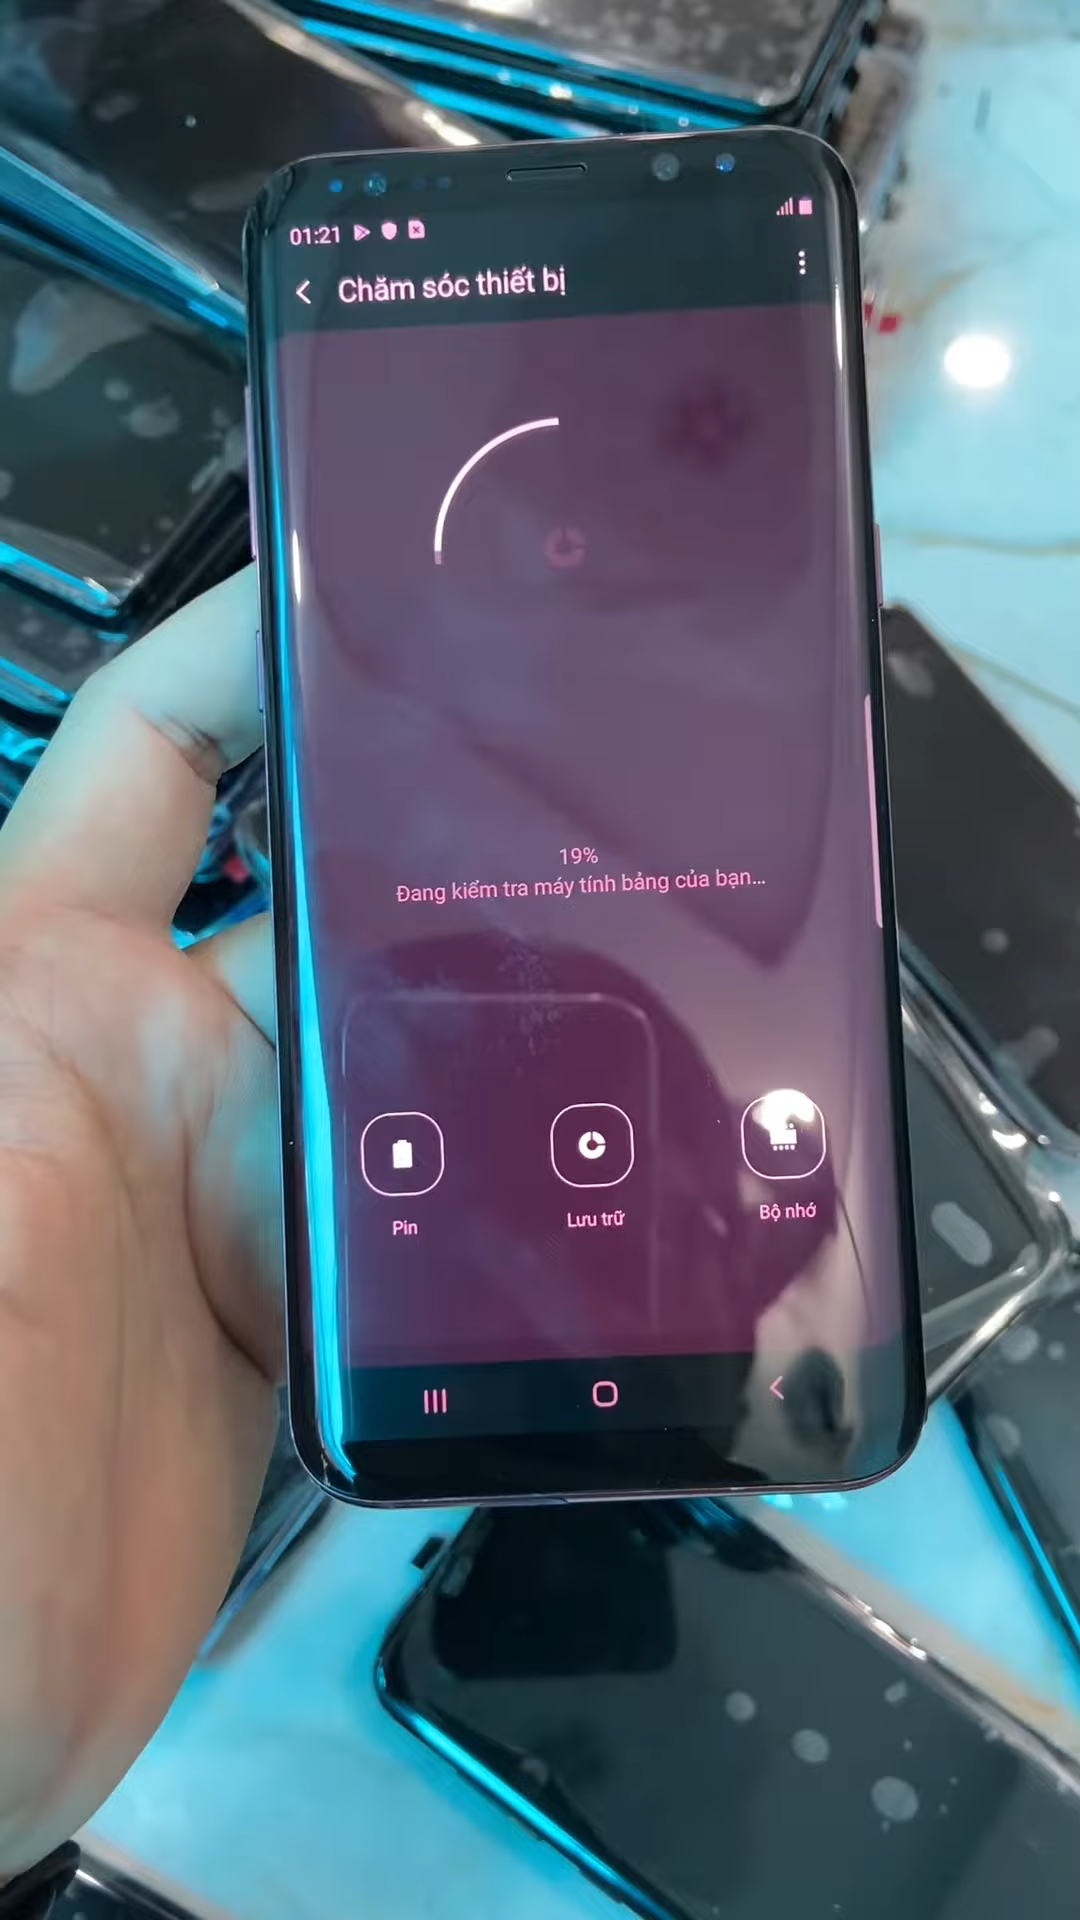 01:21
Chăm sóc thiết bị
19%
Đang kiểm tra máy tính bảng của bạn...
Pin
Lưu trữ
Bộ nhớ